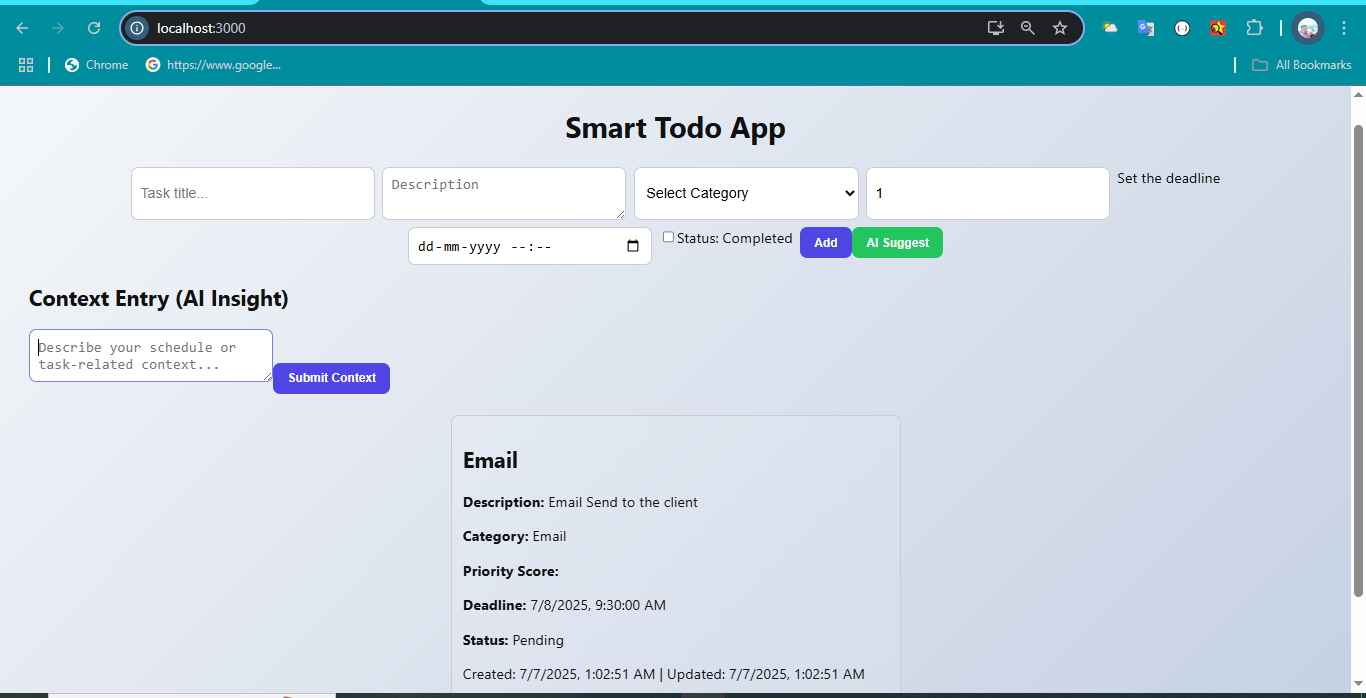 localhost:3000
Chrome
https://www.google...
All Bookmarks
Smart Todo App
Task title...
Description
Select Category
1
Set the deadline
dd-mm-yyyy --:--
Status: Completed
Add
AI Suggest
Context Entry (AI Insight)
Describe your schedule or
task-related context...
Submit Context
Email
Description: Email Send to the client
Category: Email
Priority Score:
Deadline: 7/8/2025, 9:30:00 AM
Status: Pending
Created: 7/7/2025, 1:02:51 AM | Updated: 7/7/2025, 1:02:51 AM